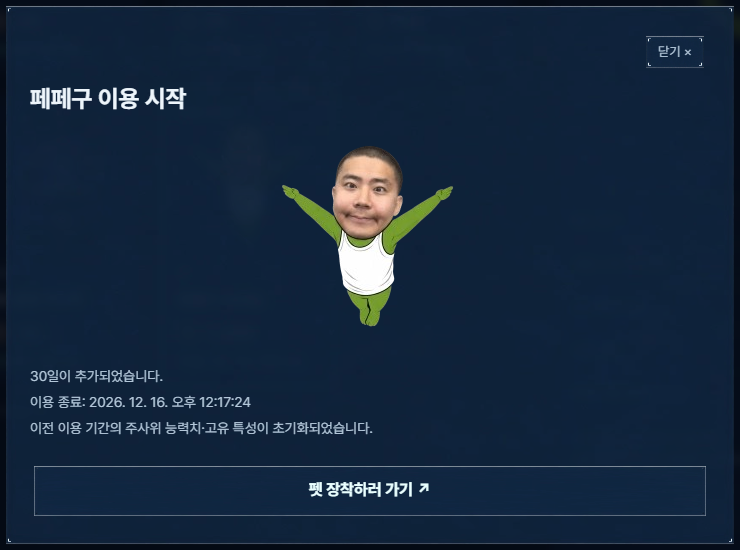 닫기 ×
페페구 이용 시작
30일이 추가되었습니다.
이용 종료: 2026. 12. 16. 오후 12:17:24
이전 이용 기간의 주사위 능력치·고유 특성이 초기화되었습니다.
펫 장착하러 가기 ↗